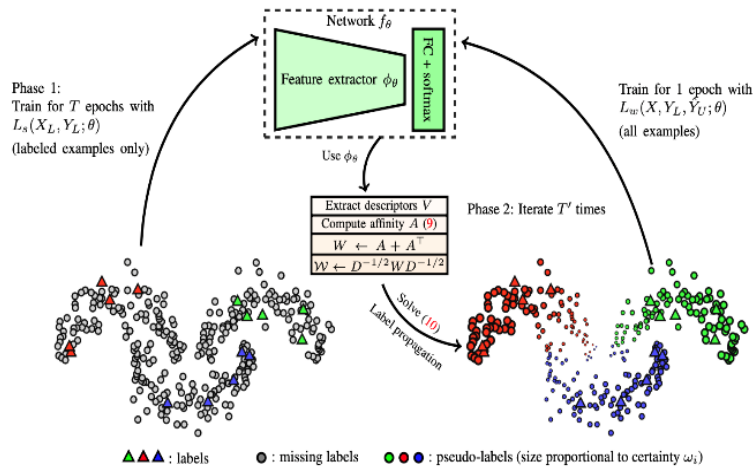 Network f_θ
Feature extractor ϕ_θ
FC + softmax
Phase 1:
Train for T epochs with
L_s(X_L, Y_L; θ)
(labeled examples only)
Train for 1 epoch with
L_w(X, Y_L, Ŷ_U; θ)
(all examples)
Use ϕ_θ
Extract descriptors V
Compute affinity A (9)
W ← A + A^⊤
𝒲 ← D^{-1/2}WD^{-1/2}
Phase 2: Iterate T′ times
Solve (10)
Label propagation
: labels
: missing labels
: pseudo-labels (size proportional to certainty ω_i)